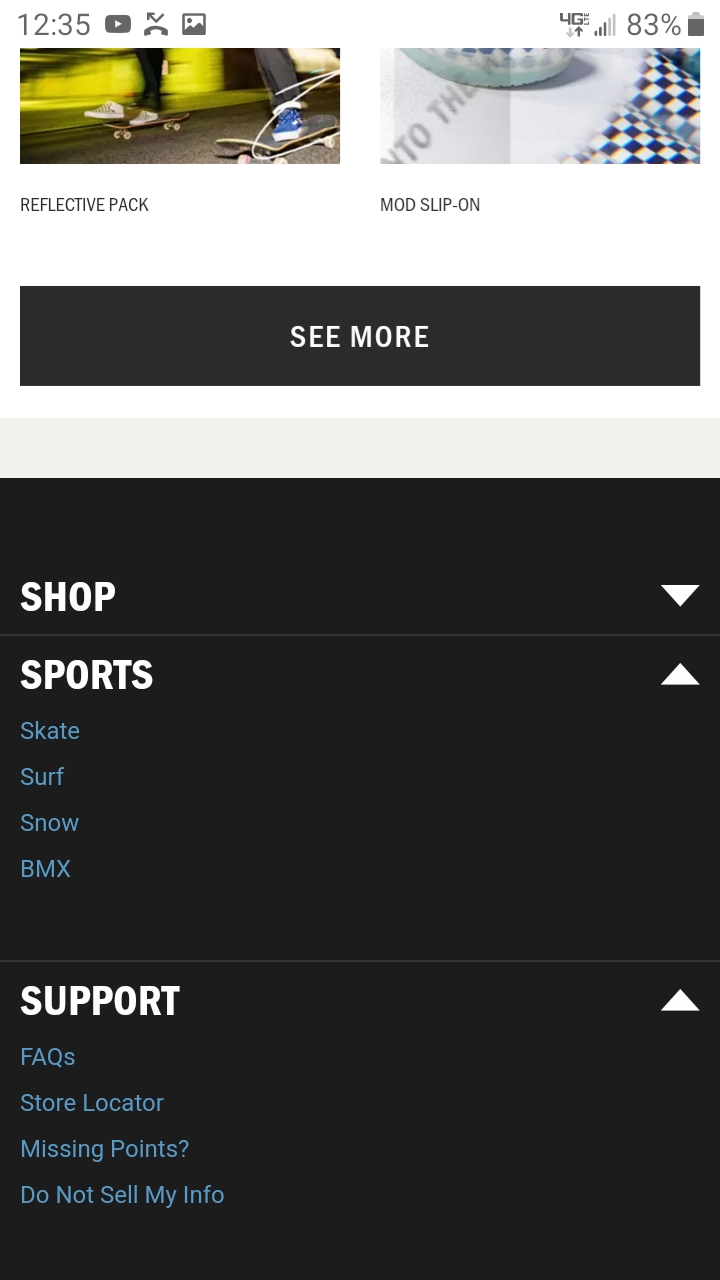 12:35 4G LTE 83%
INTO THE
REFLECTIVE PACK
MOD SLIP-ON
SEE MORE
SHOP
SPORTS
Skate
Surf
Snow
BMX
SUPPORT
FAQs
Store Locator
Missing Points?
Do Not Sell My Info